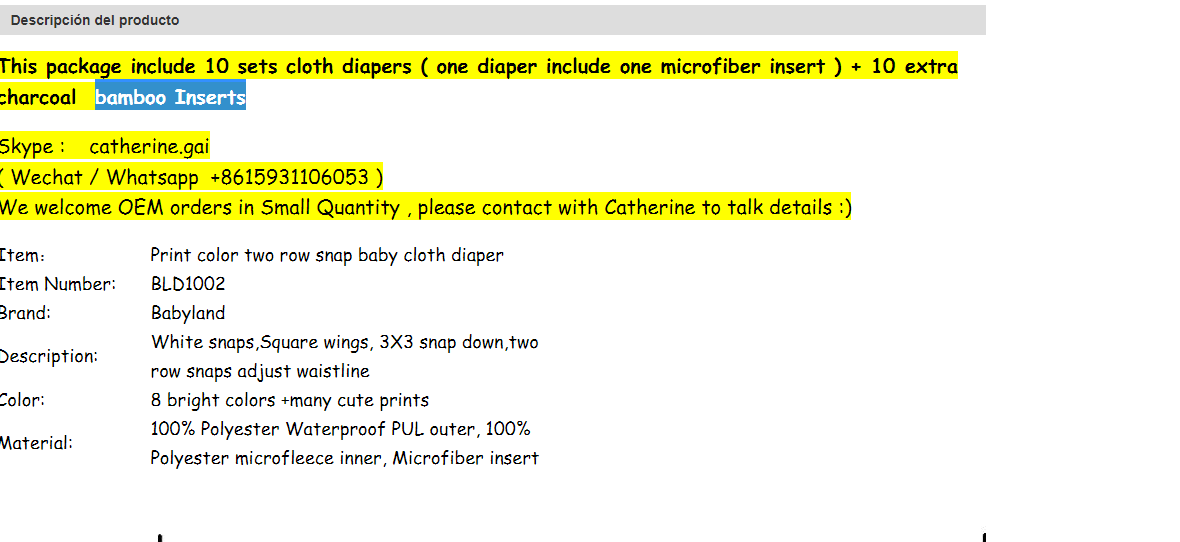 Descripción del producto
This package include 10 sets cloth diapers ( one diaper include one microfiber insert ) + 10 extra
charcoal bamboo Inserts
Skype : catherine.gai
( Wechat / Whatsapp +8615931106053 )
We welcome OEM orders in Small Quantity , please contact with Catherine to talk details :)
Item: Print color two row snap baby cloth diaper
Item Number: BLD1002
Brand: Babyland
Description: White snaps,Square wings, 3X3 snap down,two
row snaps adjust waistline
Color: 8 bright colors +many cute prints
Material: 100% Polyester Waterproof PUL outer, 100%
Polyester microfleece inner, Microfiber insert